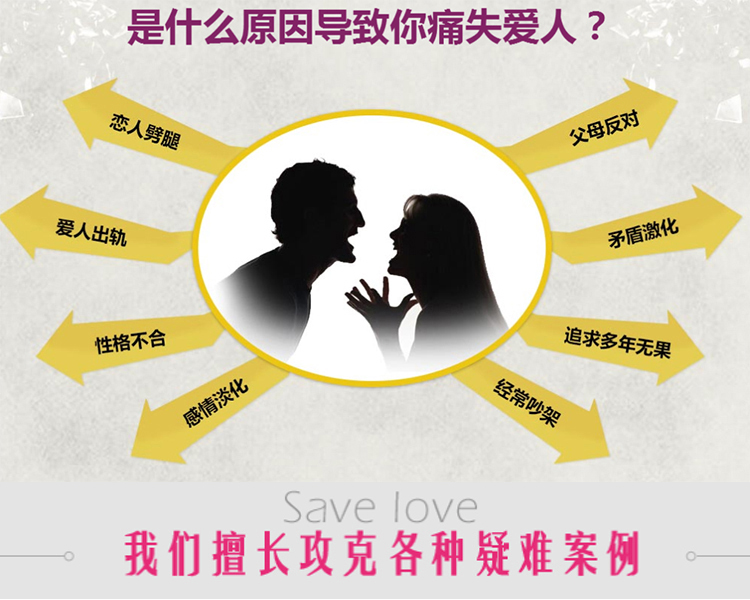 是什么原因导致你痛失爱人？
恋人劈腿
父母反对
爱人出轨
矛盾激化
性格不合
追求多年无果
感情淡化
经常吵架
Save love
我们擅长攻克各种疑难案例